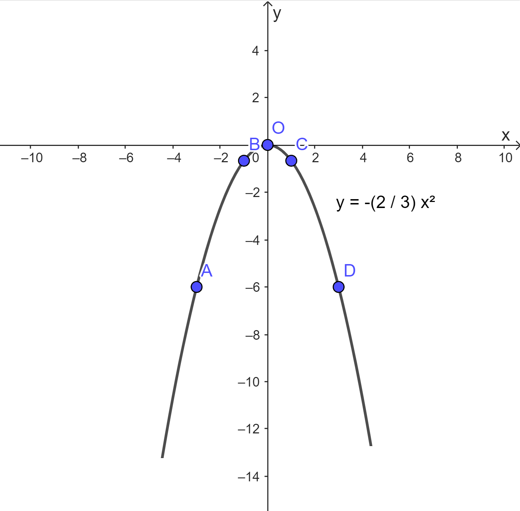 y
4
2
O
x
B
C
–10
–8
–6
–4
–2
0
2
4
6
8
10
–2
y = -(2 / 3) x²
–4
A
D
–6
–8
–10
–12
–14